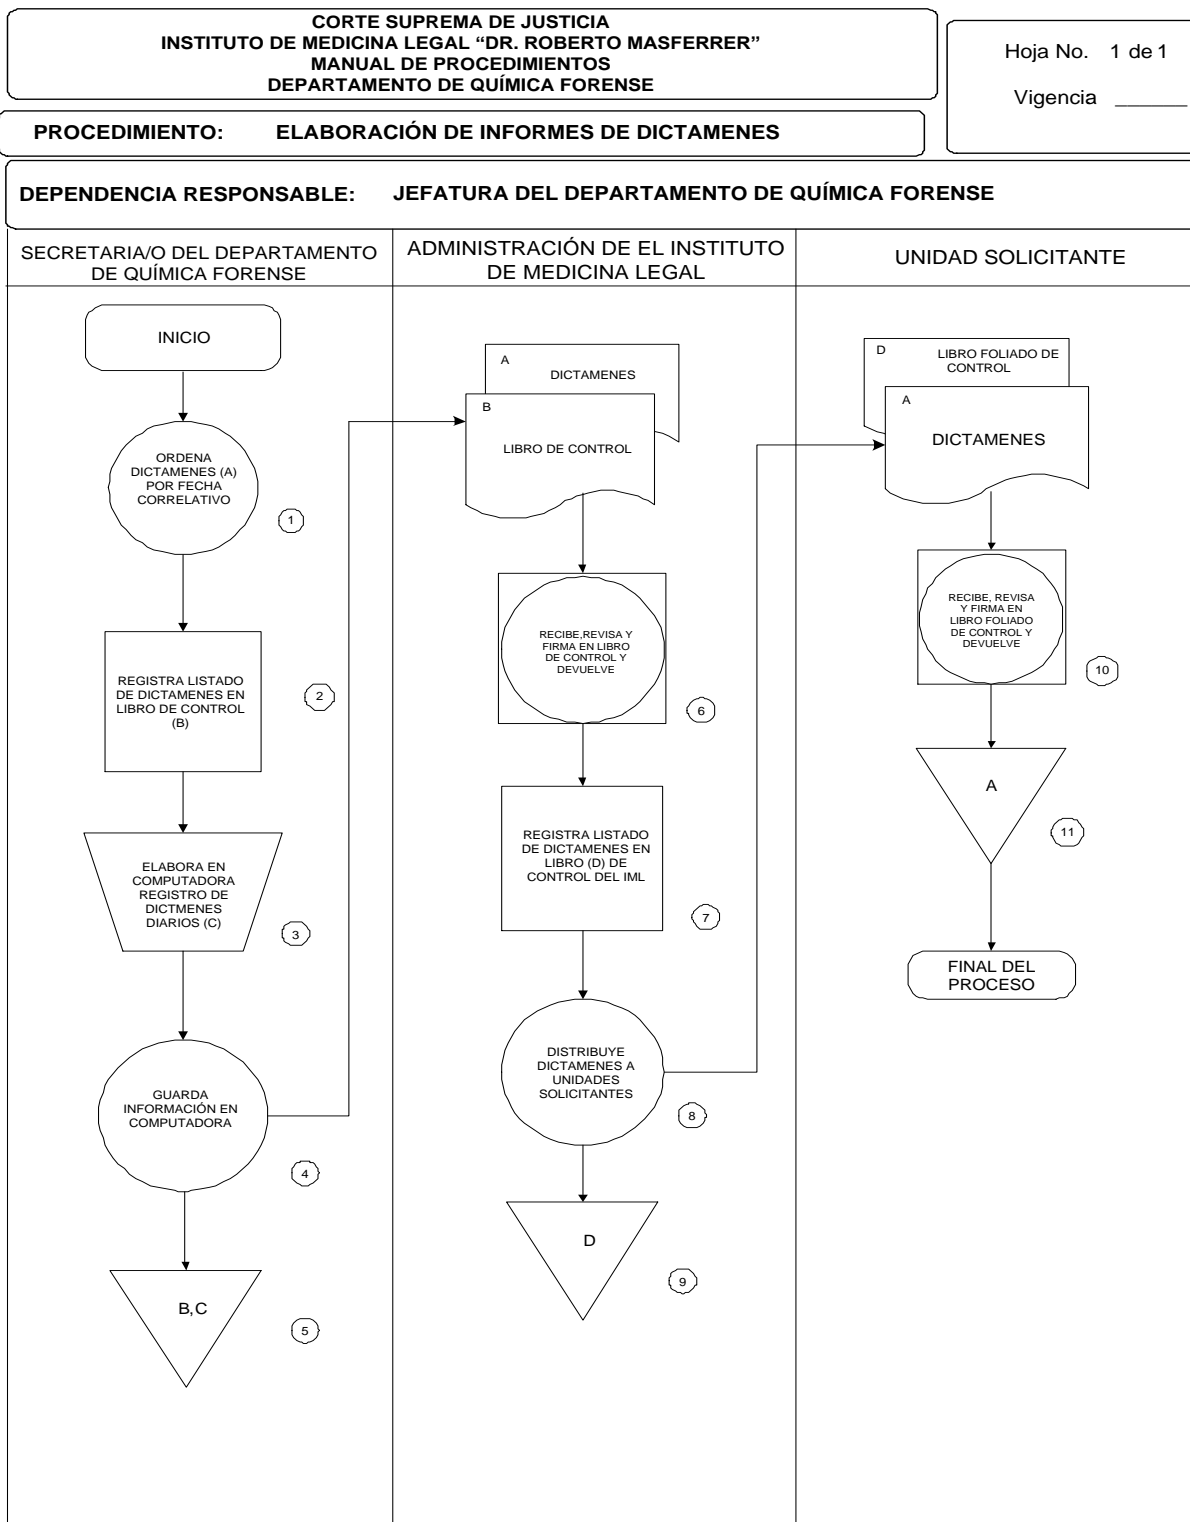 CORTE SUPREMA DE JUSTICIA
INSTITUTO DE MEDICINA LEGAL “DR. ROBERTO MASFERRER”
MANUAL DE PROCEDIMIENTOS
DEPARTAMENTO DE QUÍMICA FORENSE
Hoja No. 1 de 1
Vigencia ______
PROCEDIMIENTO: ELABORACIÓN DE INFORMES DE DICTAMENES
DEPENDENCIA RESPONSABLE: JEFATURA DEL DEPARTAMENTO DE QUÍMICA FORENSE
SECRETARIA/O DEL DEPARTAMENTO
DE QUÍMICA FORENSE
INICIO
ORDENA
DICTAMENES (A)
POR FECHA
CORRELATIVO
1
REGISTRA LISTADO
DE DICTAMENES EN
LIBRO DE CONTROL
(B)
2
ELABORA EN
COMPUTADORA
REGISTRO DE
DICTMENES
DIARIOS (C)
3
GUARDA
INFORMACIÓN EN
COMPUTADORA
4
B,C
5
ADMINISTRACIÓN DE EL INSTITUTO
DE MEDICINA LEGAL
A
DICTAMENES
B
LIBRO DE CONTROL
RECIBE,REVISA Y
FIRMA EN LIBRO
DE CONTROL Y
DEVUELVE
6
REGISTRA LISTADO
DE DICTAMENES EN
LIBRO (D) DE
CONTROL DEL IML
7
DISTRIBUYE
DICTAMENES A
UNIDADES
SOLICITANTES
8
D
9
UNIDAD SOLICITANTE
D
LIBRO FOLIADO DE
CONTROL
A
DICTAMENES
RECIBE, REVISA
Y FIRMA EN
LIBRO FOLIADO
DE CONTROL Y
DEVUELVE
10
A
11
FINAL DEL
PROCESO